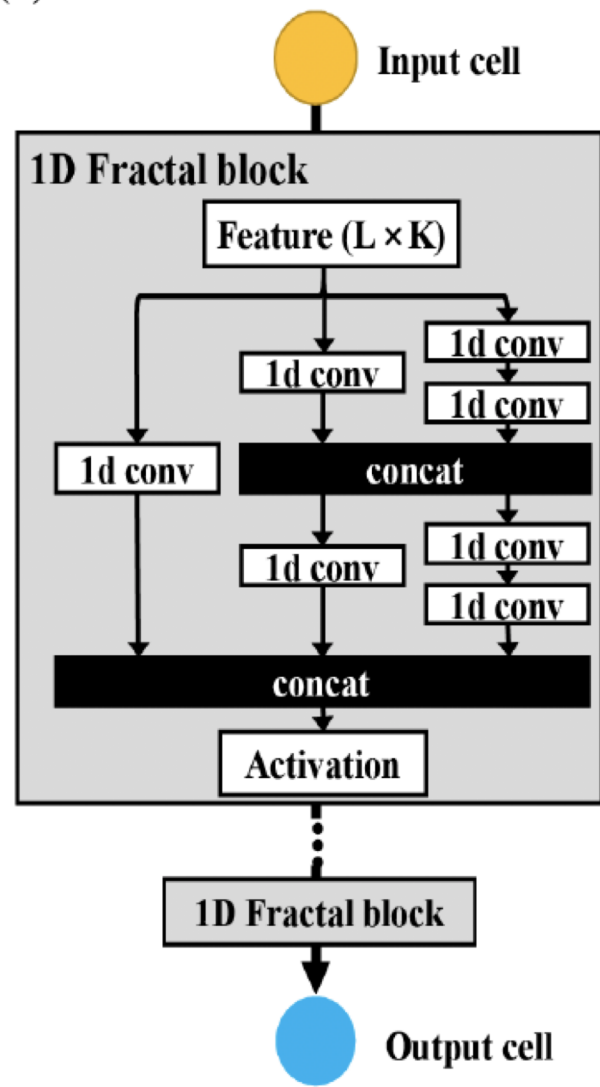 Input cell
1D Fractal block
Feature (L × K)
1d conv
1d conv
1d conv
1d conv
concat
1d conv
1d conv
1d conv
concat
Activation
1D Fractal block
Output cell